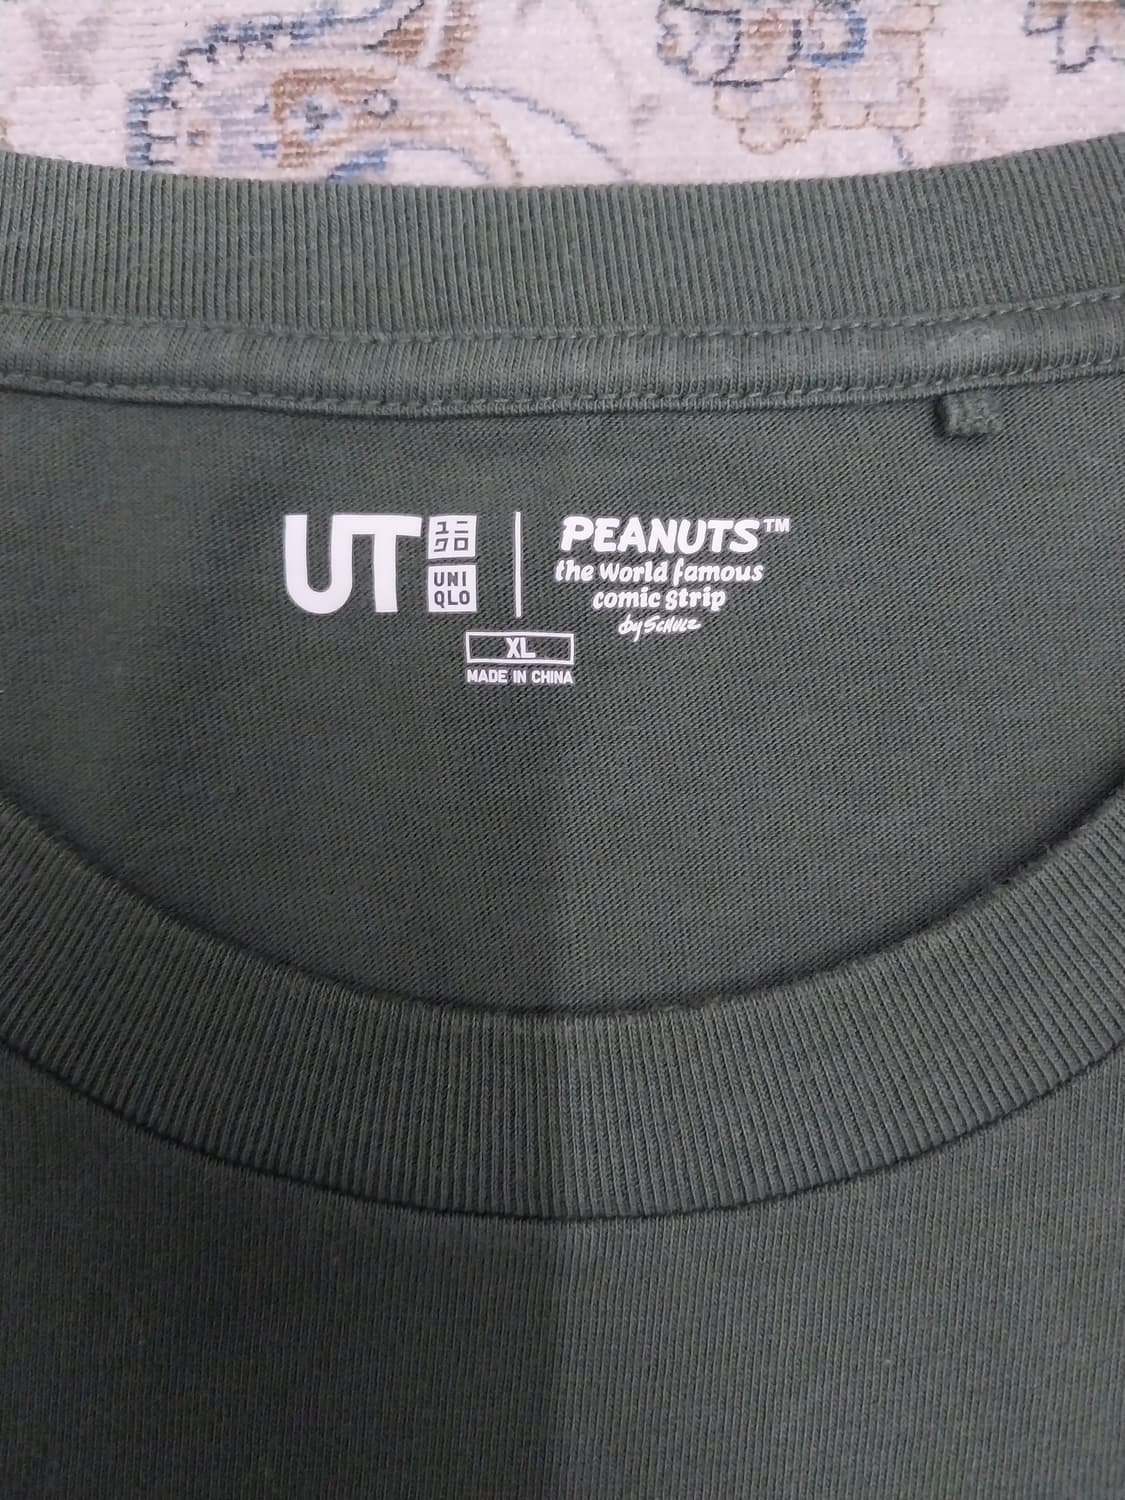 UT
ユニ
クロ
UNI
QLO
PEANUTS™
the World famous
comic strip
by Schulz
XL
MADE IN CHINA